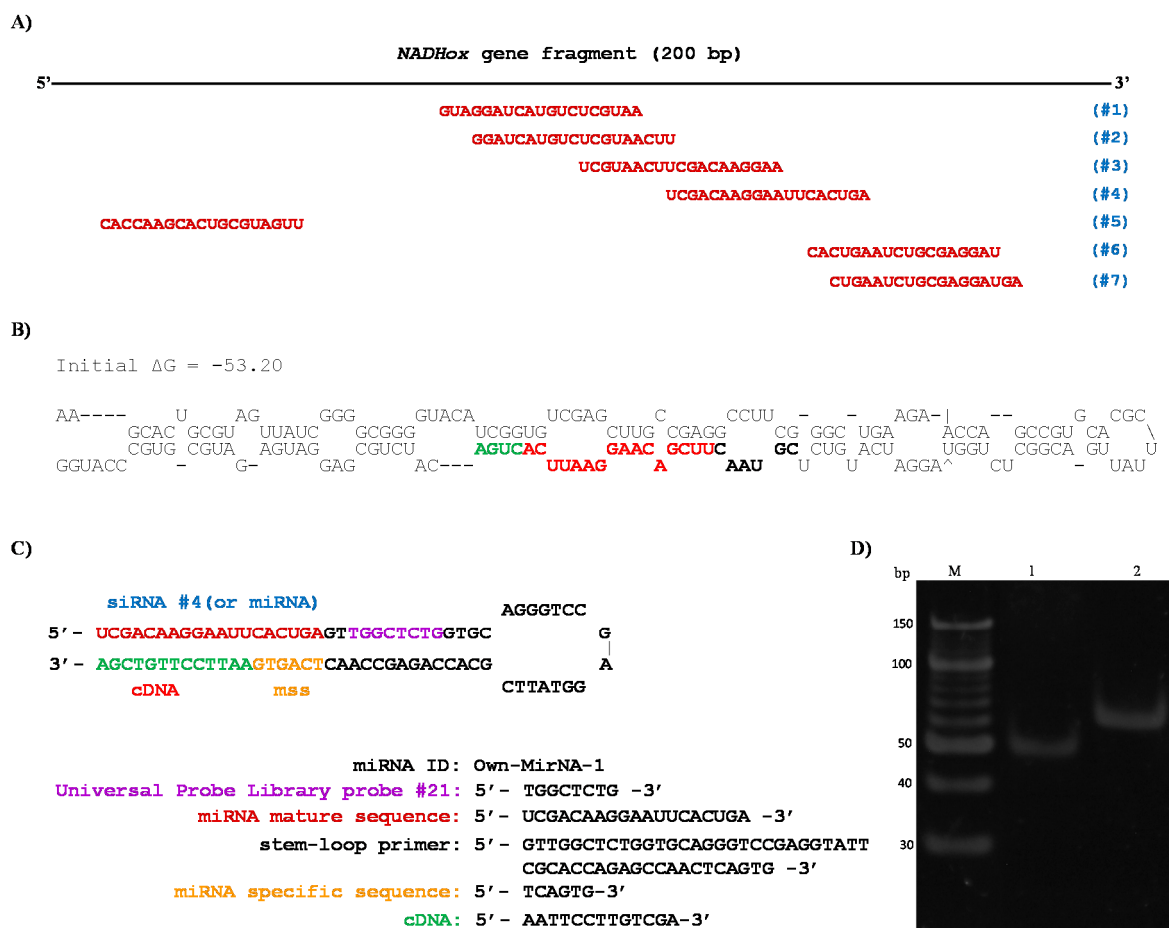 A)
NADHox gene fragment (200 bp)
5’ 3’
GUAGGAUCAUGUCUCGUAA (#1)
GGAUCAUGUCUCGUAACUU (#2)
UCGUAACUUCGACAAGGAA (#3)
UCGACAAGGAAUUCACUGA (#4)
CACCAAGCACUGCGUAGUU (#5)
CACUGAAUCUGCGAGGAU (#6)
CUGAAUCUGCGAGGAUGA (#7)
B)
Initial ΔG = -53.20
AA---- U AG GGG GUACA UCGAG C CCUU - - AGA-| -- G CGC
GCAC GCGU UUAUC GCGGG UCGGUG CUUG CGAGG CG GGC UGA ACCA GCCGU CA \
CGUG CGUA AGUAG CGUCU AGUCAC GAAC GCUUC GC CUG ACU UGGU CGGCA GU U
GGUACC - G- GAG AC--- UUAAG A AAU U U AGGA^ CU - UAU
C)
siRNA #4(or miRNA) AGGGTCC
5’- UCGACAAGGAAUUCACUGAGTTGGCTCTGGTGC G
3’- AGCTGTTCCTTAAGTGACTCAACCGAGACCACG A
cDNA mss CTTATGG
miRNA ID: Own-MirNA-1
Universal Probe Library probe #21: 5’- TGGCTCTG -3’
miRNA mature sequence: 5’- UCGACAAGGAAUUCACUGA -3’
stem-loop primer: 5’- GTTGGCTCTGGTGCAGGGTCCGAGGTATT
CGCACCAGAGCCAACTCAGTG -3’
miRNA specific sequence: 5’- TCAGTG-3’
cDNA: 5’- AATTCCTTGTCGA-3’
D)
bp M 1 2
150
100
50
40
30